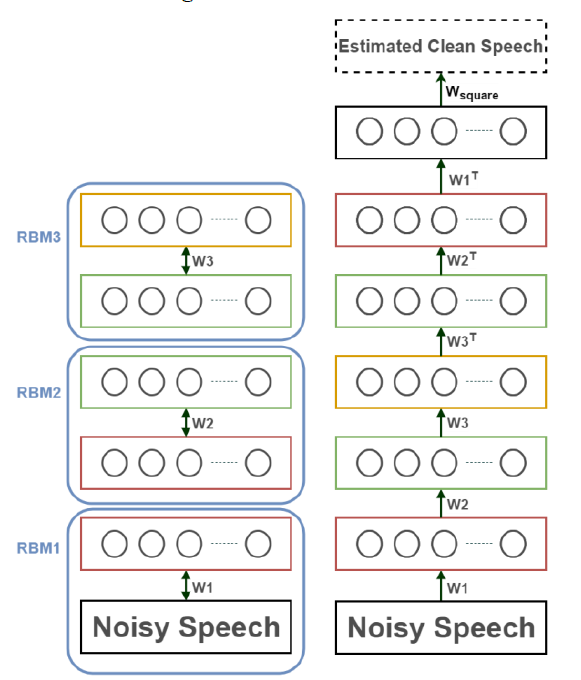 Estimated Clean Speech
Wsquare
W1ᵀ
RBM3
W3
W2ᵀ
W3ᵀ
RBM2
W2
W3
W2
RBM1
W1
W1
Noisy Speech
Noisy Speech